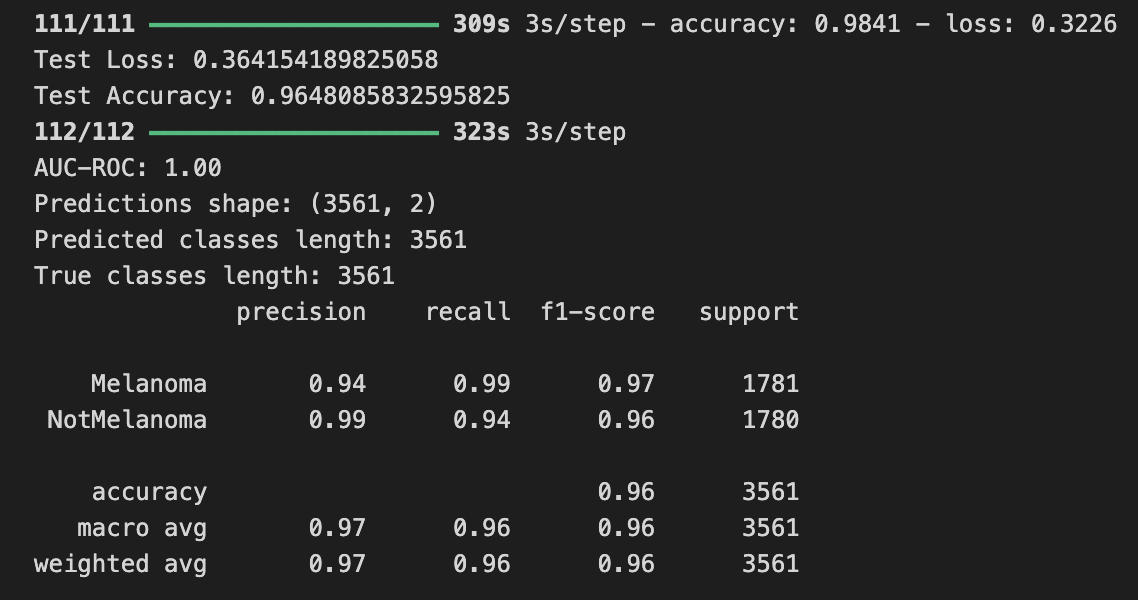 111/111 ━━━━━━━━━━━━━━━━━━━━ 309s 3s/step - accuracy: 0.9841 - loss: 0.3226
Test Loss: 0.364154189825058
Test Accuracy: 0.9648085832595825
112/112 ━━━━━━━━━━━━━━━━━━━━ 323s 3s/step
AUC-ROC: 1.00
Predictions shape: (3561, 2)
Predicted classes length: 3561
True classes length: 3561
precision recall f1-score support
Melanoma 0.94 0.99 0.97 1781
NotMelanoma 0.99 0.94 0.96 1780
accuracy 0.96 3561
macro avg 0.97 0.96 0.96 3561
weighted avg 0.97 0.96 0.96 3561